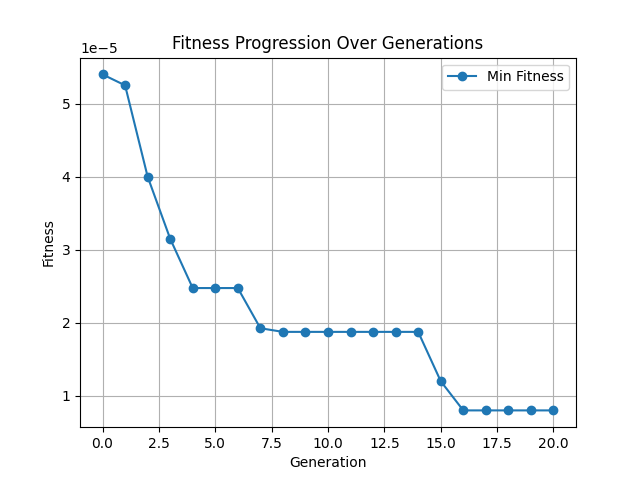 Fitness Progression Over Generations
1e−5
Min Fitness
5
4
3
2
1
Fitness
0.0 2.5 5.0 7.5 10.0 12.5 15.0 17.5 20.0
Generation